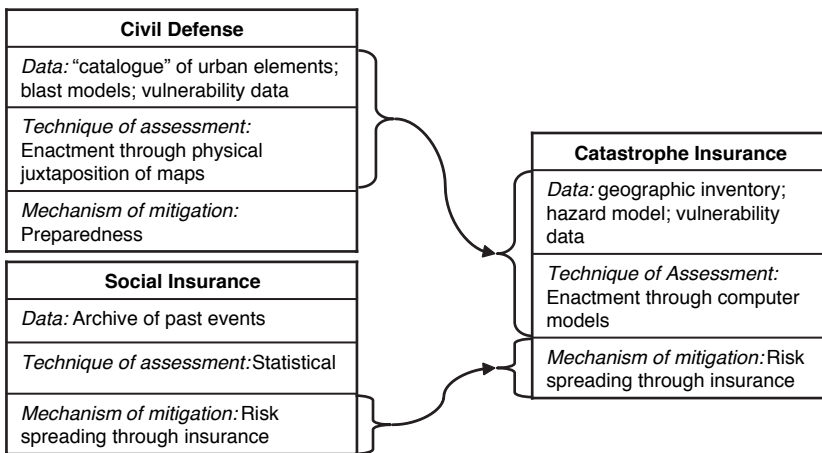 Civil Defense
Data: “catalogue” of urban elements;
blast models; vulnerability data
Technique of assessment:
Enactment through physical
juxtaposition of maps
Mechanism of mitigation:
Preparedness
Social Insurance
Data: Archive of past events
Technique of assessment: Statistical
Mechanism of mitigation: Risk
spreading through insurance
Catastrophe Insurance
Data: geographic inventory;
hazard model; vulnerability
data
Technique of Assessment:
Enactment through computer
models
Mechanism of mitigation: Risk
spreading through insurance